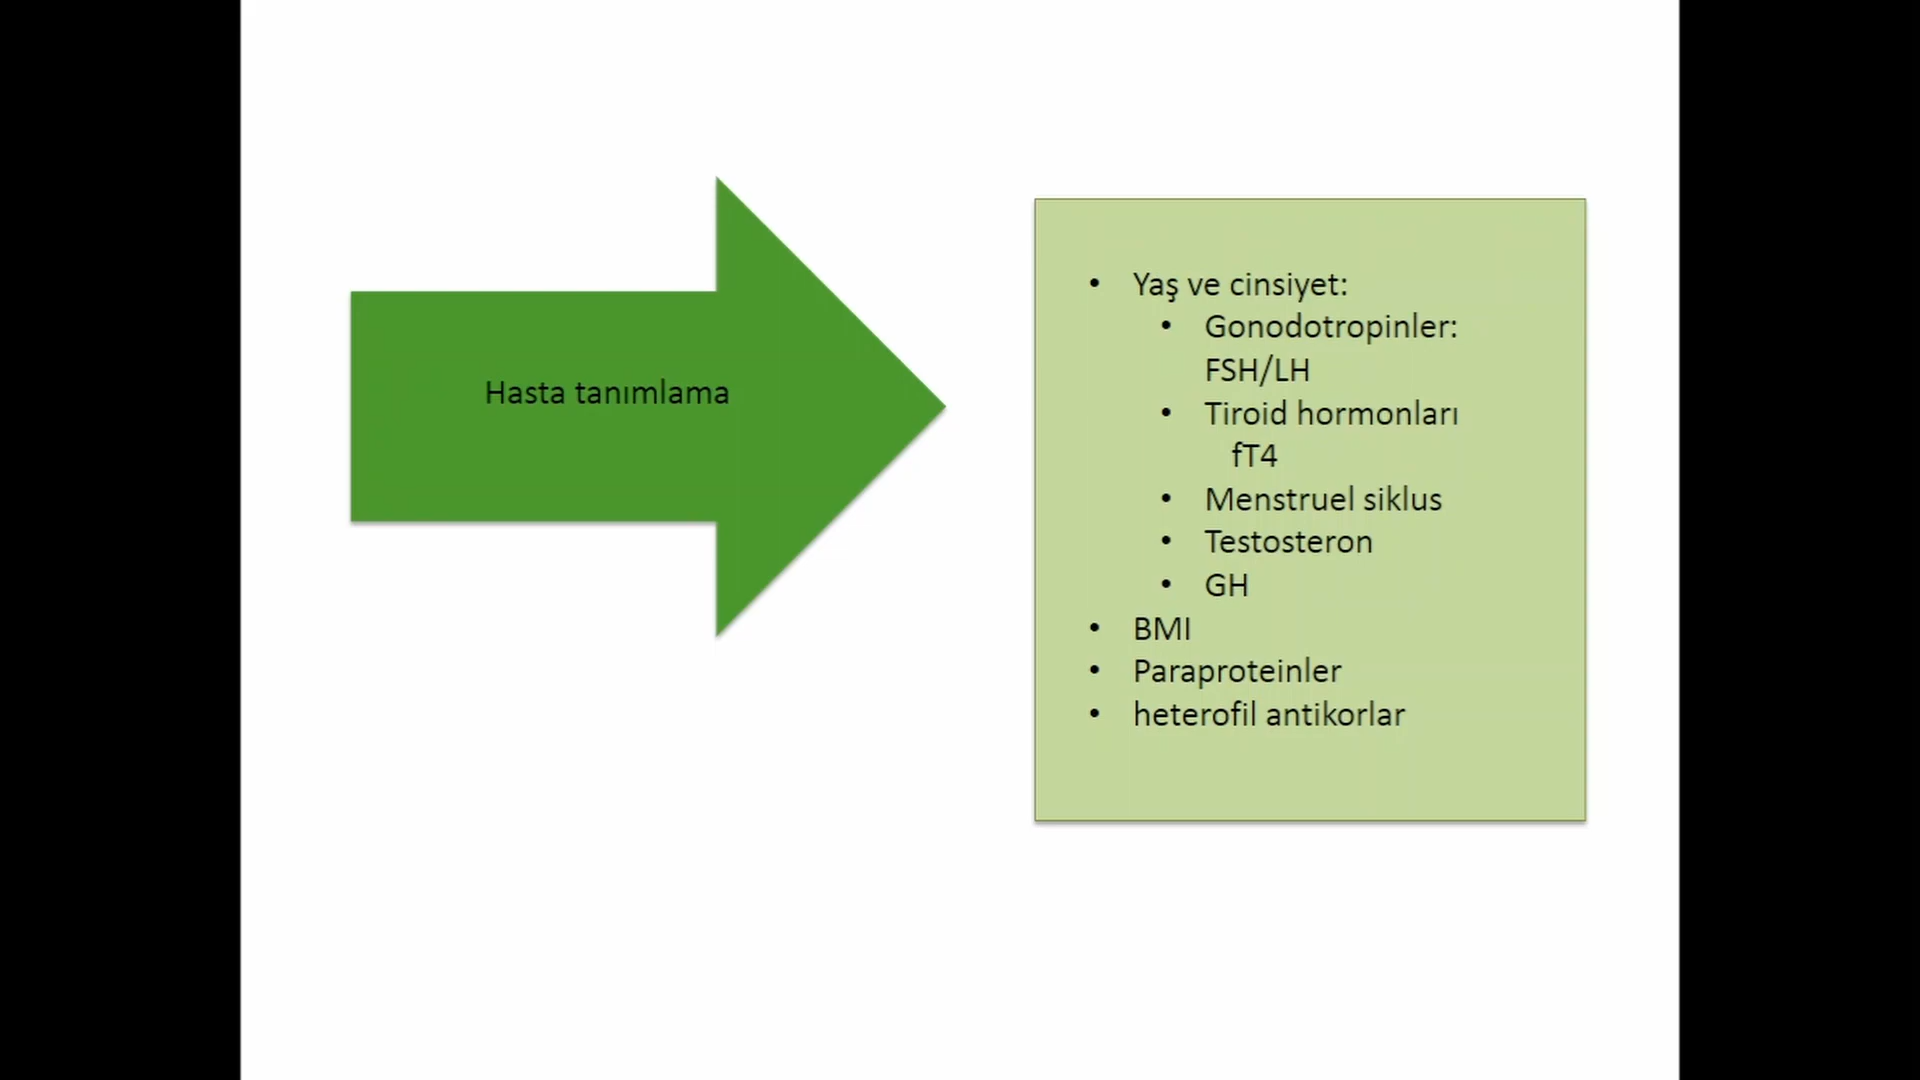 Hasta tanımlama
• Yaş ve cinsiyet:
• Gonodotropinler:
FSH/LH
• Tiroid hormonları
fT4
• Menstruel siklus
• Testosteron
• GH
• BMI
• Paraproteinler
• heterofil antikorlar